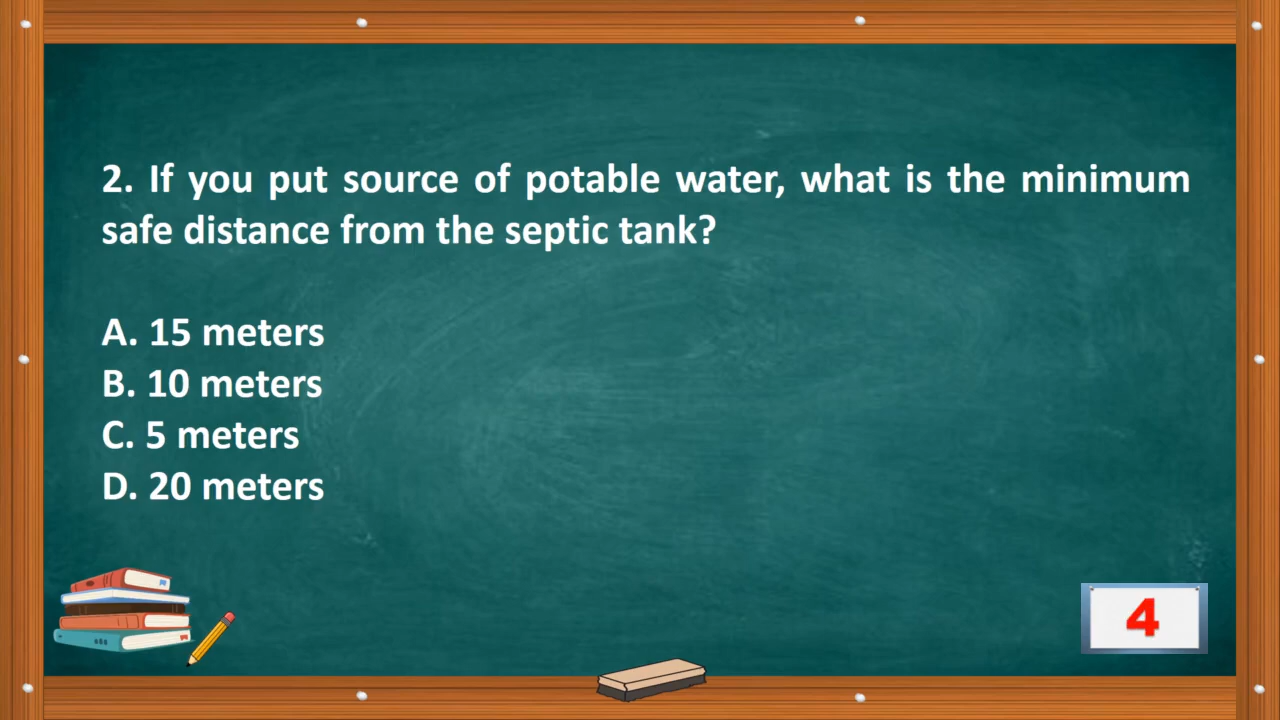 2. If you put source of potable water, what is the minimum
safe distance from the septic tank?
A. 15 meters
B. 10 meters
C. 5 meters
D. 20 meters
4